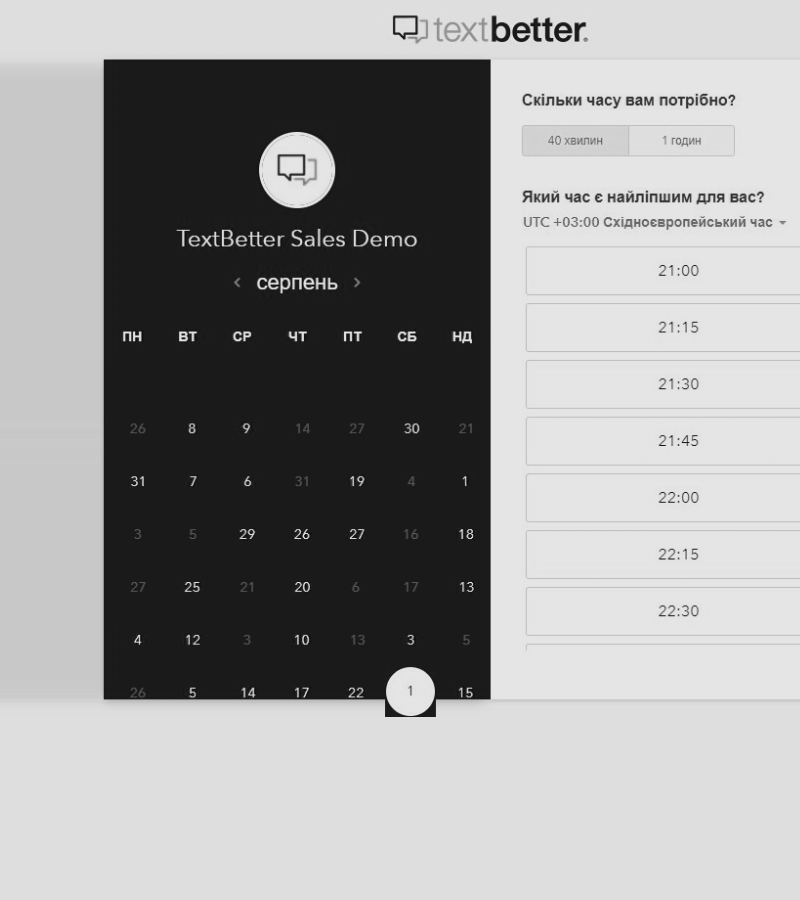 textbetter.
TextBetter Sales Demo
‹ серпень ›
ПН ВТ СР ЧТ ПТ СБ НД
26 8 9 14 27 30 21
31 7 6 31 19 4 1
3 5 29 26 27 16 18
27 25 21 20 6 17 13
4 12 3 10 13 3 5
26 5 14 17 22 1 15
Скільки часу вам потрібно?
40 хвилин 1 годин
Який час є найліпшим для вас?
UTC +03:00 Східноєвропейський час
21:00
21:15
21:30
21:45
22:00
22:15
22:30